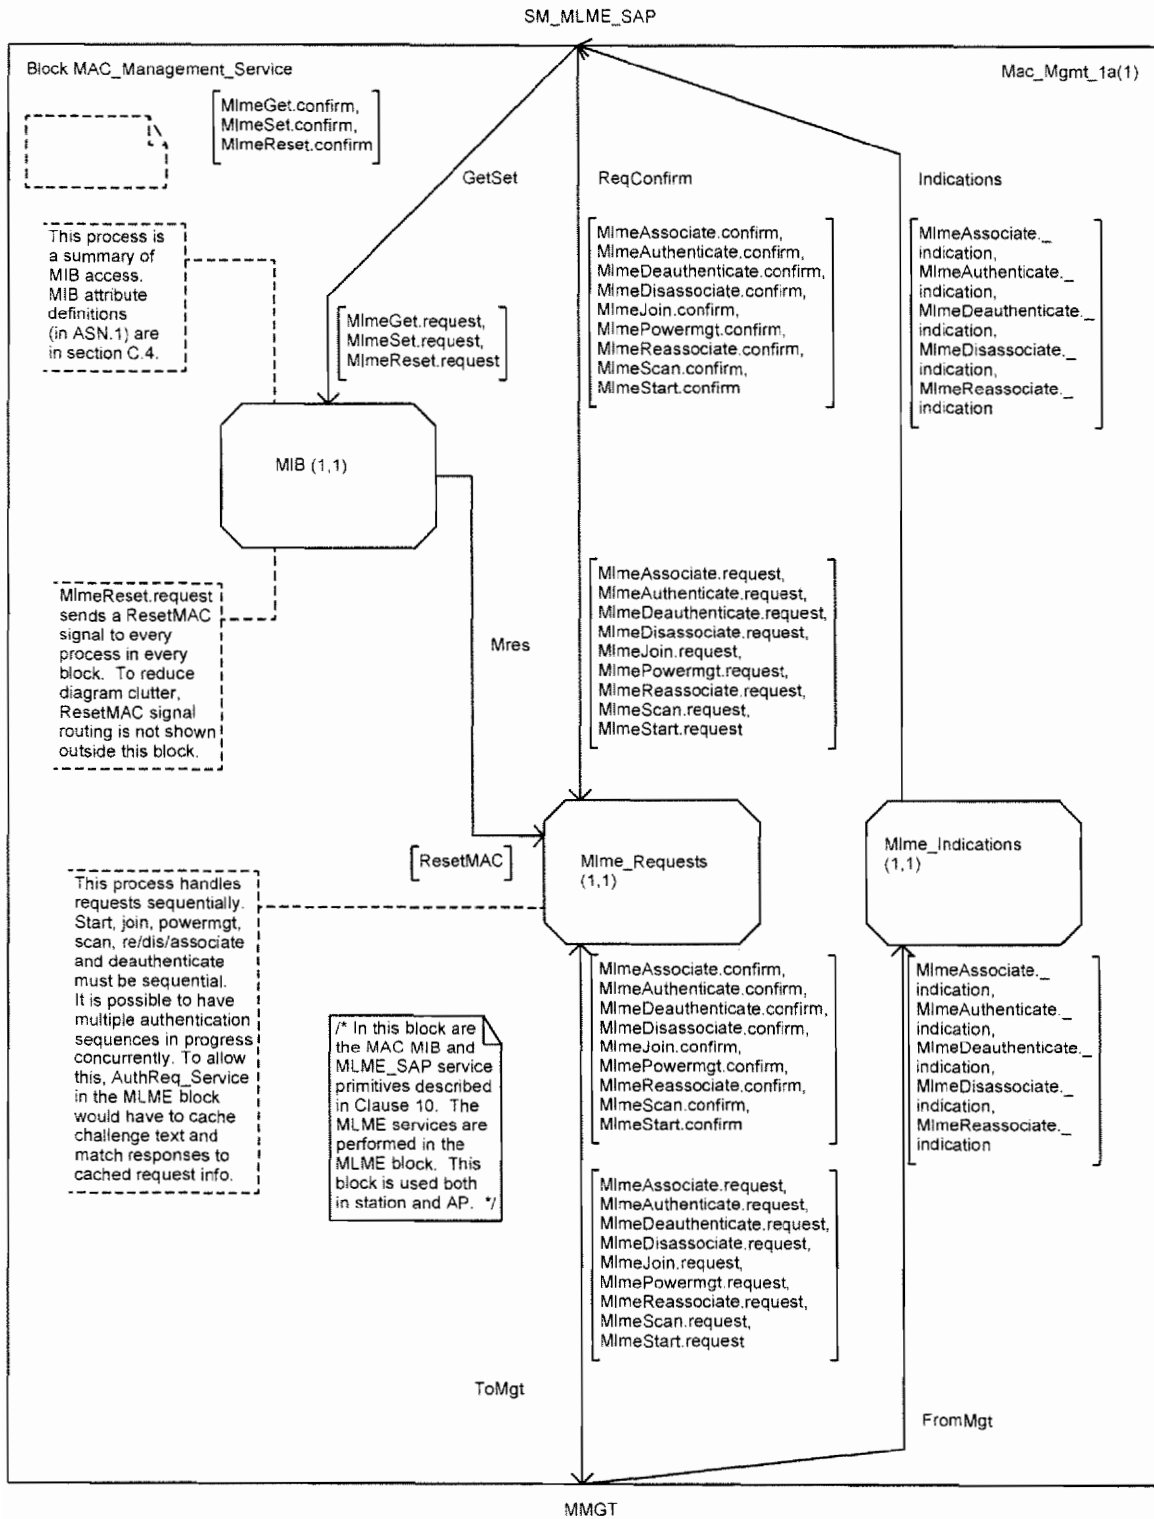 SM_MLME_SAP
Block MAC_Management_Service
Mac_Mgmt_1a(1)
MlmeGet.confirm,
MlmeSet.confirm,
MlmeReset.confirm
GetSet
ReqConfirm
Indications
This process is
a summary of
MIB access.
MIB attribute
definitions
(in ASN.1) are
in section C.4.
MlmeGet.request,
MlmeSet.request,
MlmeReset.request
MlmeAssociate.confirm,
MlmeAuthenticate.confirm,
MlmeDeauthenticate.confirm,
MlmeDisassociate.confirm,
MlmeJoin.confirm,
MlmePowermgt.confirm,
MlmeReassociate.confirm,
MlmeScan.confirm,
MlmeStart.confirm
MlmeAssociate._
indication,
MlmeAuthenticate._
indication,
MlmeDeauthenticate._
indication,
MlmeDisassociate._
indication,
MlmeReassociate._
indication
MIB (1,1)
MlmeReset.request
sends a ResetMAC
signal to every
process in every
block. To reduce
diagram clutter,
ResetMAC signal
routing is not shown
outside this block.
Mres
MlmeAssociate.request,
MlmeAuthenticate.request,
MlmeDeauthenticate.request,
MlmeDisassociate.request,
MlmeJoin.request,
MlmePowermgt.request,
MlmeReassociate.request,
MlmeScan.request,
MlmeStart.request
[ResetMAC]
Mlme_Requests
(1,1)
Mlme_Indications
(1,1)
This process handles
requests sequentially.
Start, join, powermgt,
scan, re/dis/associate
and deauthenticate
must be sequential.
It is possible to have
multiple authentication
sequences in progress
concurrently. To allow
this, AuthReq_Service
in the MLME block
would have to cache
challenge text and
match responses to
cached request info.
/* In this block are
the MAC MIB and
MLME_SAP service
primitives described
in Clause 10. The
MLME services are
performed in the
MLME block. This
block is used both
in station and AP. */
MlmeAssociate.confirm,
MlmeAuthenticate.confirm,
MlmeDeauthenticate.confirm,
MlmeDisassociate.confirm,
MlmeJoin.confirm,
MlmePowermgt.confirm,
MlmeReassociate.confirm,
MlmeScan.confirm,
MlmeStart.confirm
MlmeAssociate._
indication,
MlmeAuthenticate._
indication,
MlmeDeauthenticate._
indication,
MlmeDisassociate._
indication,
MlmeReassociate._
indication
MlmeAssociate.request,
MlmeAuthenticate.request,
MlmeDeauthenticate.request,
MlmeDisassociate.request,
MlmeJoin.request,
MlmePowermgt.request,
MlmeReassociate.request,
MlmeScan.request,
MlmeStart.request
ToMgt
FromMgt
MMGT